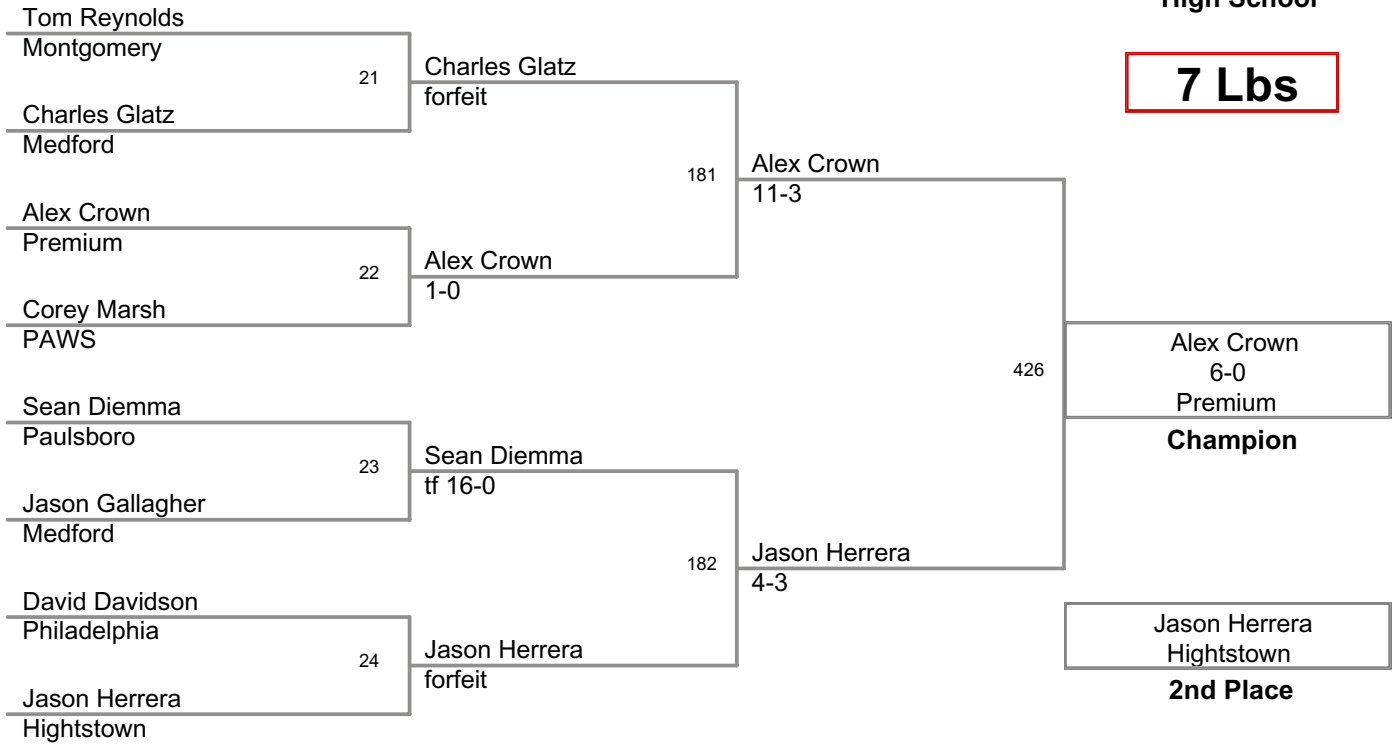 High School
7 Lbs
Tom Reynolds
Montgomery
21
Charles Glatz
Medford
Charles Glatz
forfeit
Alex Crown
Premium
22
Corey Marsh
PAWS
Alex Crown
1-0
181
Alex Crown
11-3
Sean Diemma
Paulsboro
23
Jason Gallagher
Medford
Sean Diemma
tf 16-0
David Davidson
Philadelphia
24
Jason Herrera
Hightstown
Jason Herrera
forfeit
182
Jason Herrera
4-3
426
Alex Crown
6-0
Premium
Champion
Jason Herrera
Hightstown
2nd Place